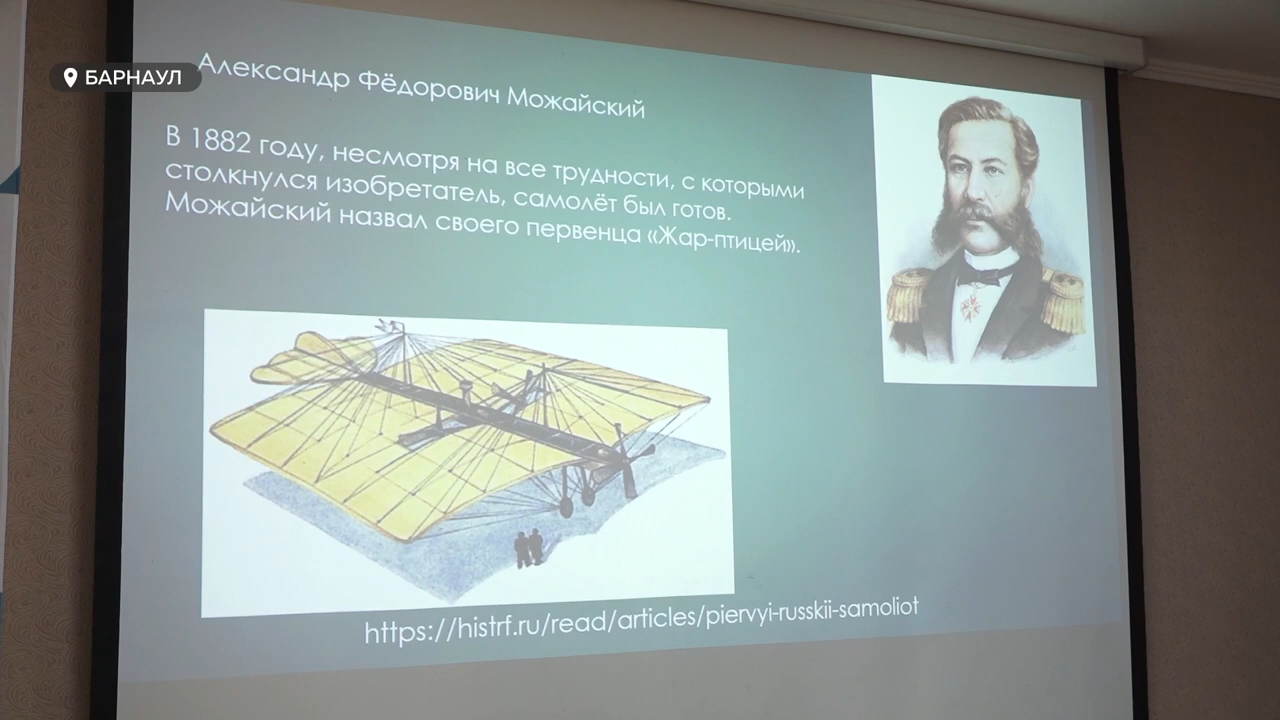 БАРНАУЛ
Александр Фёдорович Можайский
В 1882 году, несмотря на все трудности, с которыми
столкнулся изобретатель, самолёт был готов.
Можайский назвал своего первенца «Жар-птицей».
https://histrf.ru/read/articles/piervyi-russkii-samoliot